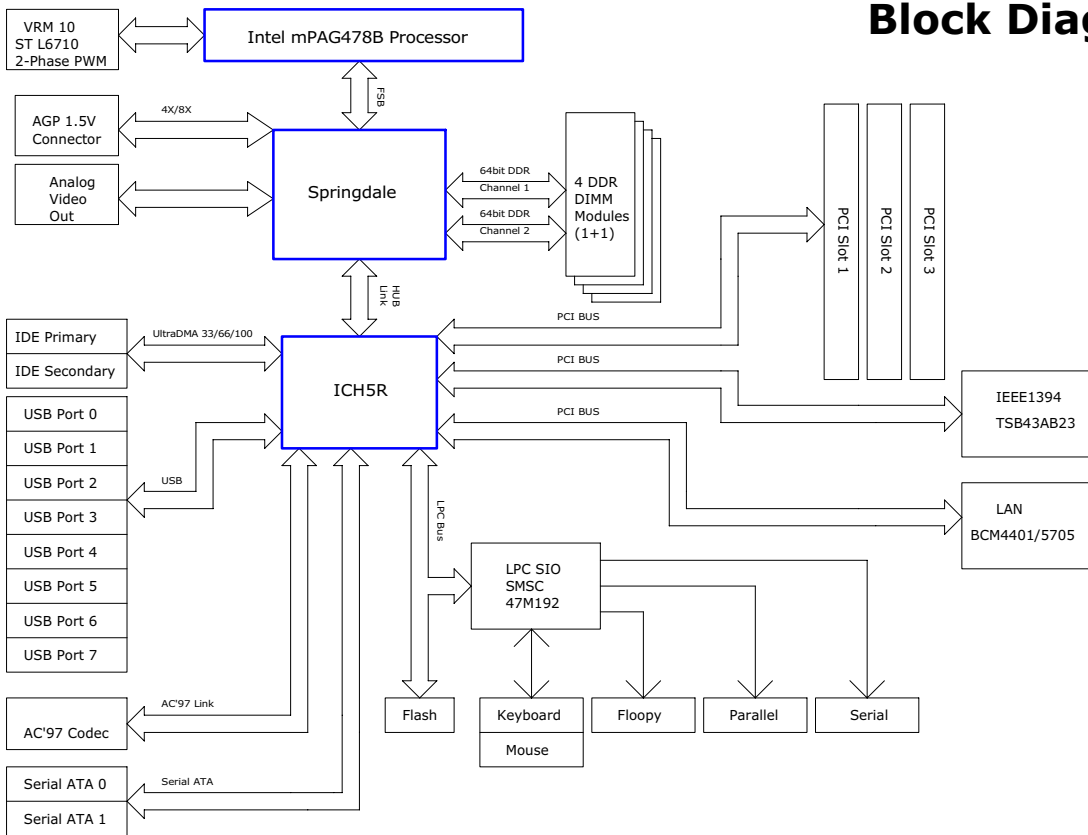 Block Diag
VRM 10
ST L6710
2-Phase PWM
Intel mPAG478B Processor
FSB
AGP 1.5V
Connector
4X/8X
Analog
Video
Out
Springdale
64bit DDR
Channel 1
64bit DDR
Channel 2
4 DDR
DIMM
Modules
(1+1)
PCI Slot 1
PCI Slot 2
PCI Slot 3
HUB
Link
PCI BUS
IDE Primary
IDE Secondary
UltraDMA 33/66/100
ICH5R
PCI BUS
IEEE1394
TSB43AB23
PCI BUS
USB Port 0
USB Port 1
USB Port 2
USB Port 3
USB Port 4
USB Port 5
USB Port 6
USB Port 7
USB
LAN
BCM4401/5705
LPC Bus
LPC SIO
SMSC
47M192
Flash
Keyboard
Mouse
Floopy
Parallel
Serial
AC'97 Link
AC'97 Codec
Serial ATA
Serial ATA 0
Serial ATA 1